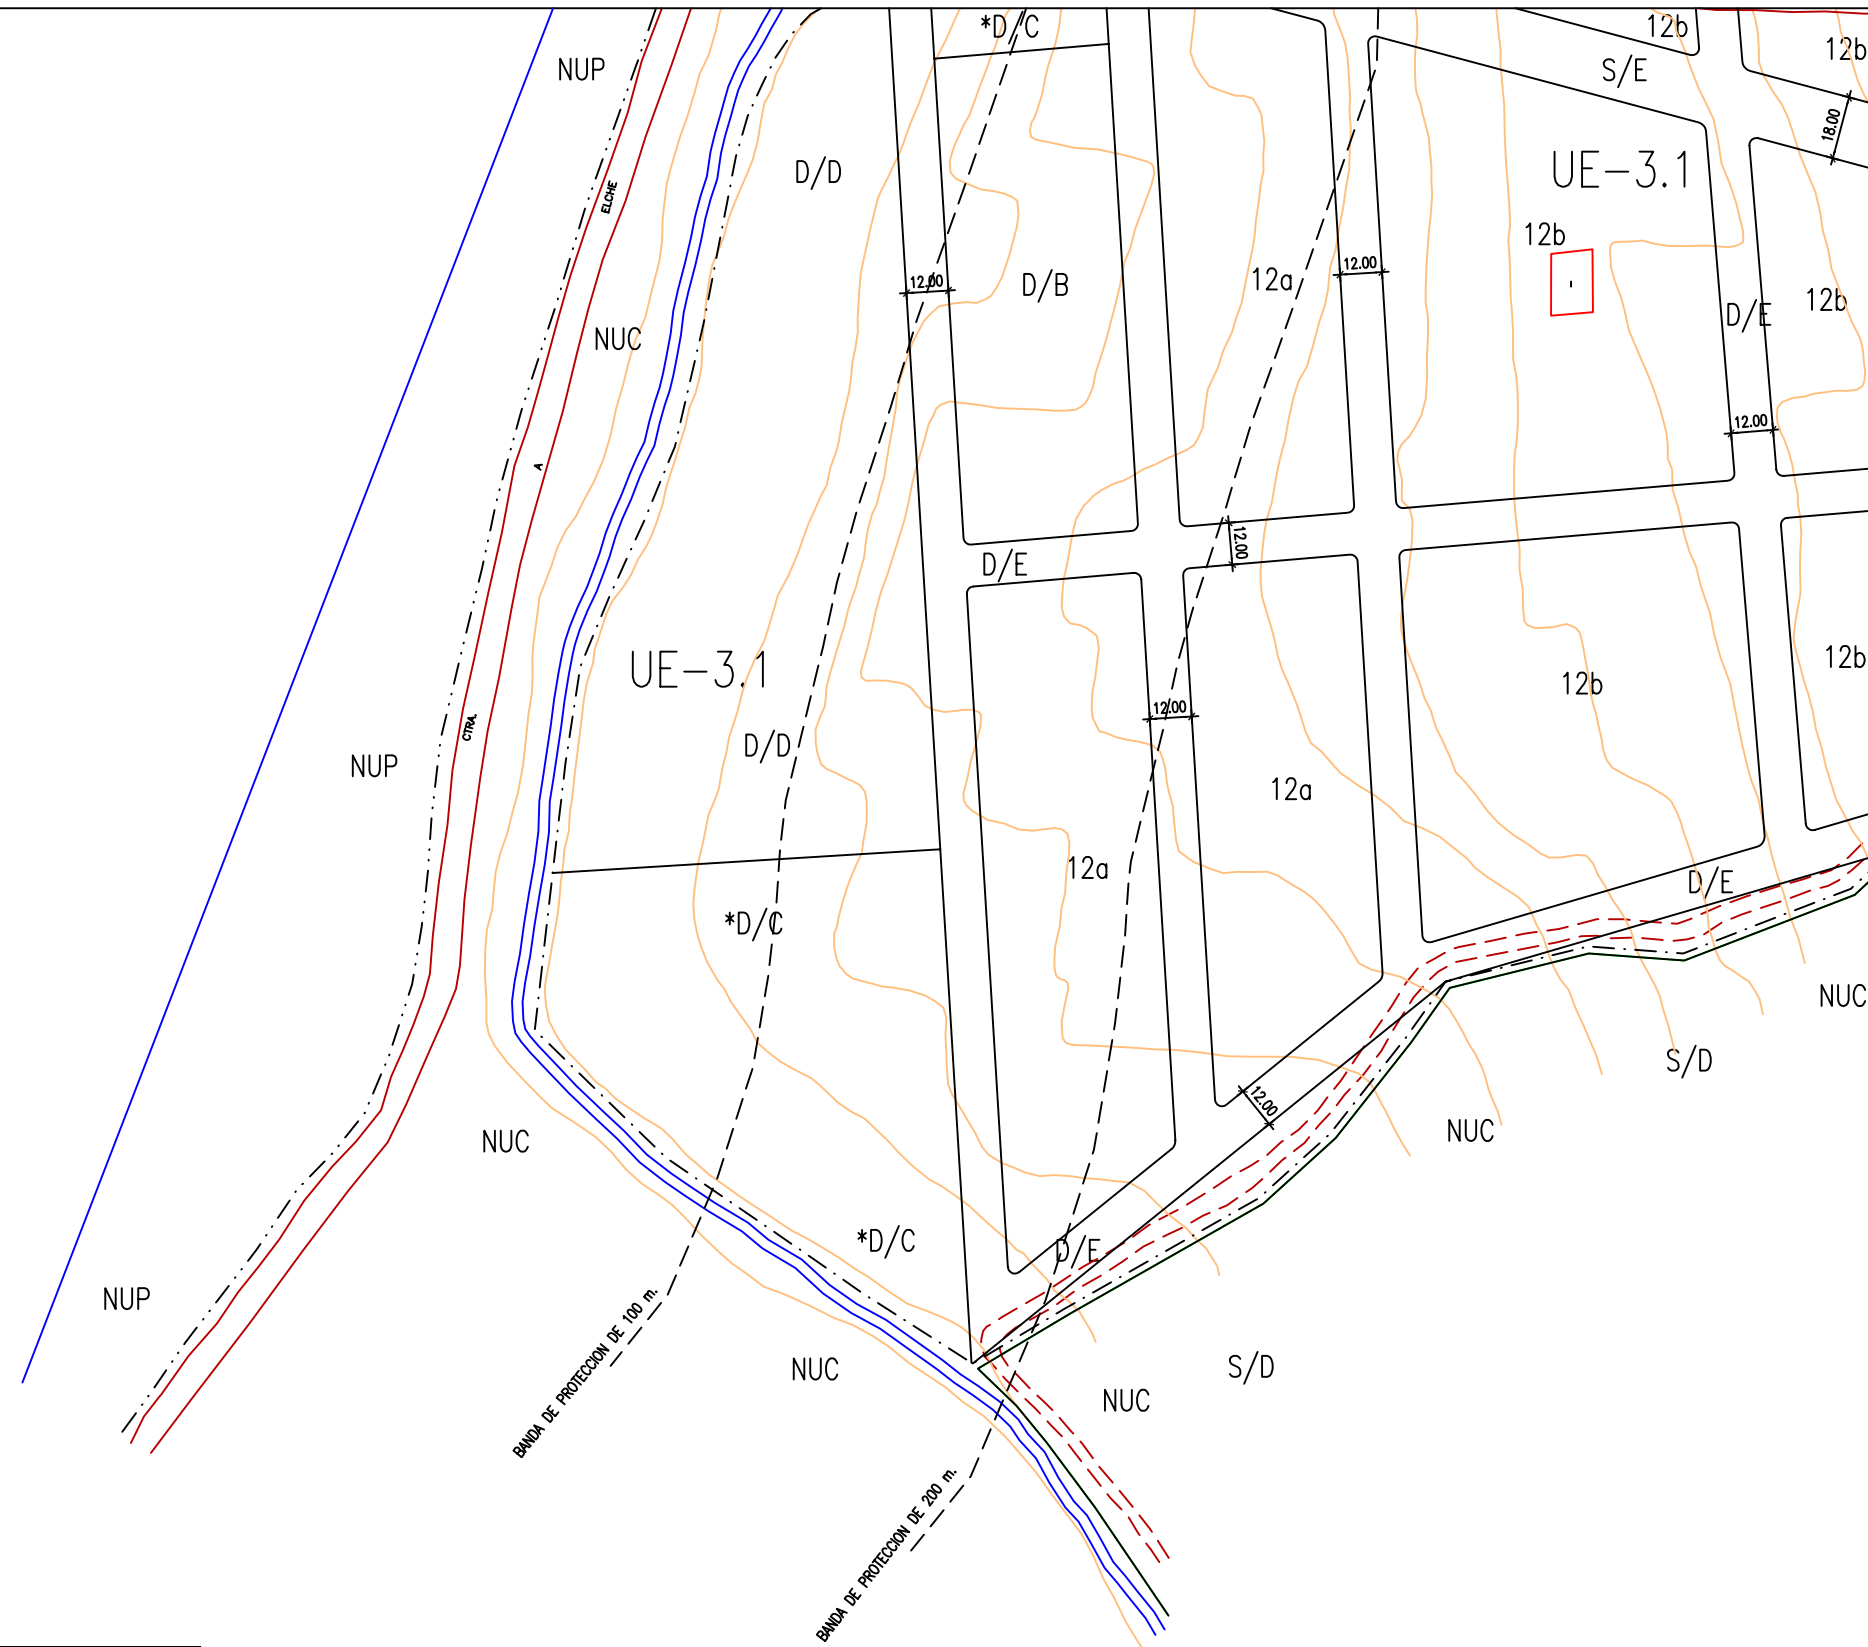 *D/C
12b
12b
NUP
S/E
18.00
D/D
UE-3.1
ELCHE
12b
12.00
12.00
D/B
12a
12b
D/E
NUC
12.00
A
12.00
D/E
UE-3.1
12b
12b
12.00
CTRA.
D/D
NUP
12a
12a
D/E
*D/C
NUC
S/D
12.00
NUC
NUC
*D/C
D/E
NUP
BANDA DE PROTECCION DE 100 m.
NUC
S/D
NUC
BANDA DE PROTECCION DE 200 m.